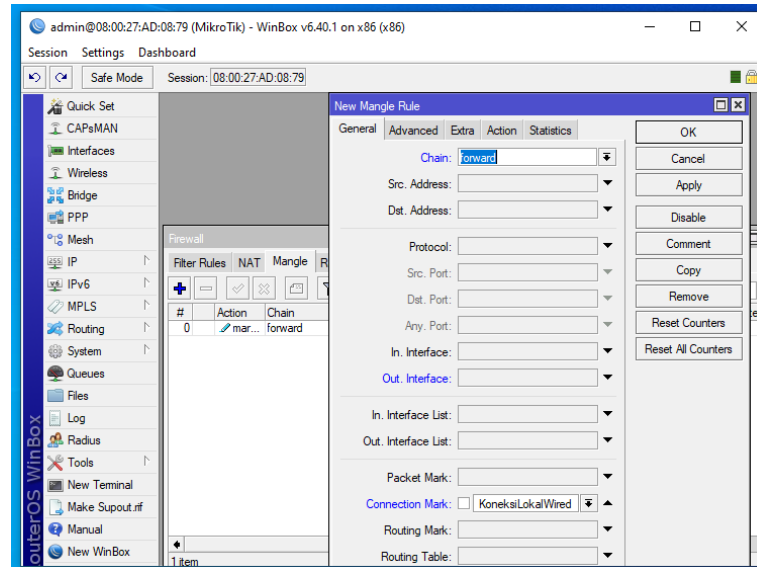 admin@08:00:27:AD:08:79 (MikroTik) - WinBox v6.40.1 on x86 (x86)
Session Settings Dashboard
Safe Mode Session: 08:00:27:AD:08:79
Quick Set
CAPsMAN
Interfaces
Wireless
Bridge
PPP
Mesh
IP
IPv6
MPLS
Routing
System
Queues
Files
Log
Radius
Tools
New Terminal
Make Supout.rif
Manual
New WinBox
outerOS WinBox
Firewall
Filter Rules NAT Mangle R
# Action Chain
0 mar... forward
1 item
New Mangle Rule
General Advanced Extra Action Statistics
Chain: forward
Src. Address:
Dst. Address:
Protocol:
Src. Port:
Dst. Port:
Any. Port:
In. Interface:
Out. Interface:
In. Interface List:
Out. Interface List:
Packet Mark:
Connection Mark: KoneksiLokalWired
Routing Mark:
Routing Table:
OK
Cancel
Apply
Disable
Comment
Copy
Remove
Reset Counters
Reset All Counters